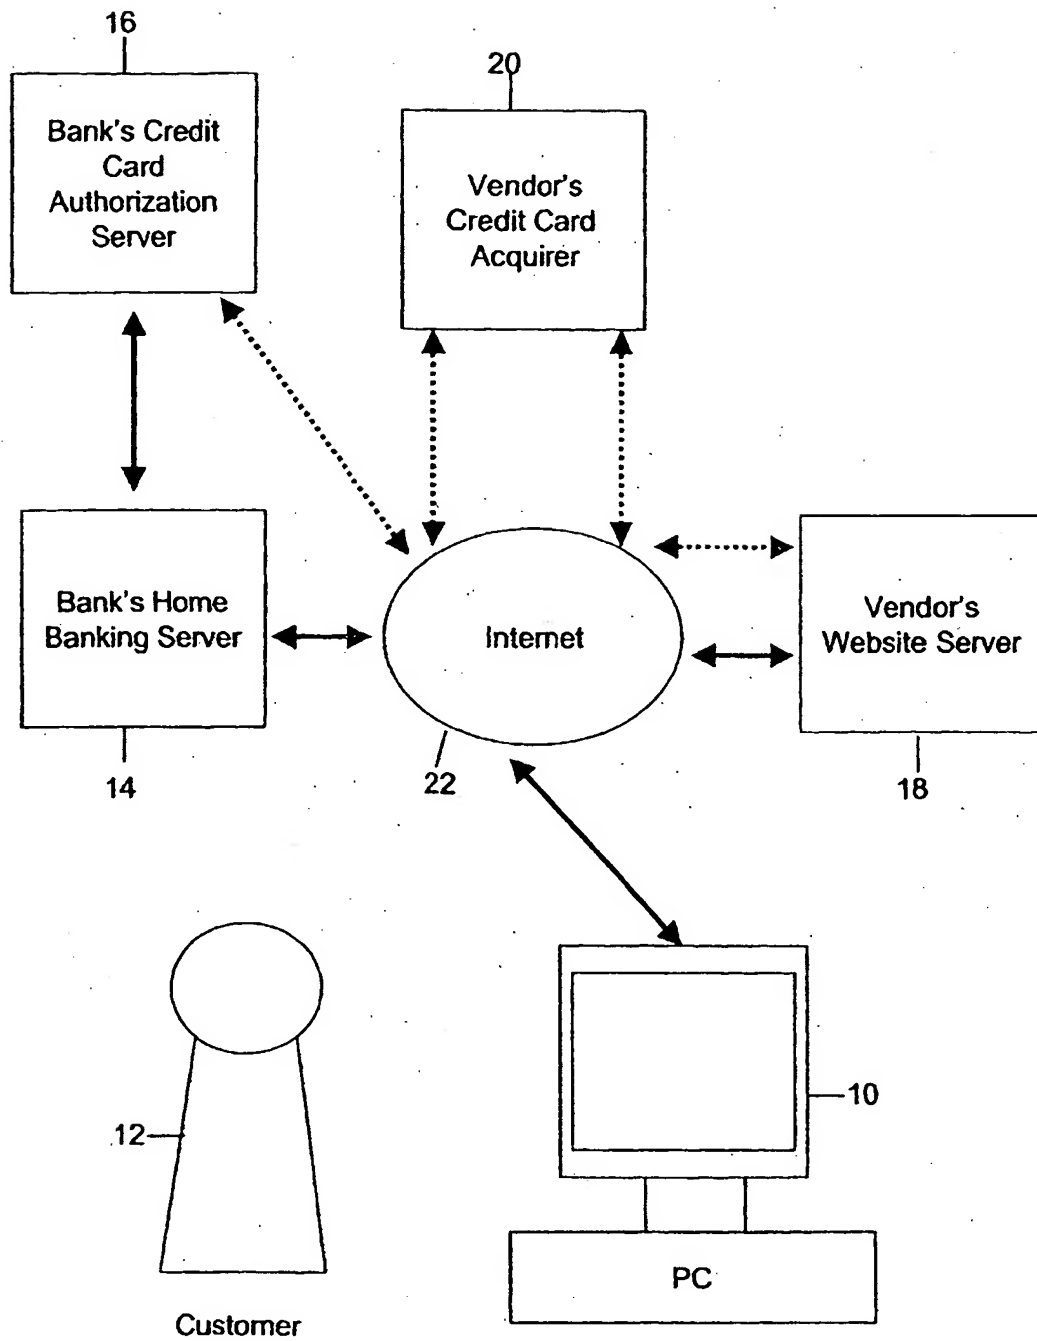 16
20
Bank's Credit
Card
Authorization
Server
Vendor's
Credit Card
Acquirer
Bank's Home
Banking Server
Internet
Vendor's
Website Server
14
22
18
12
10
PC
Customer